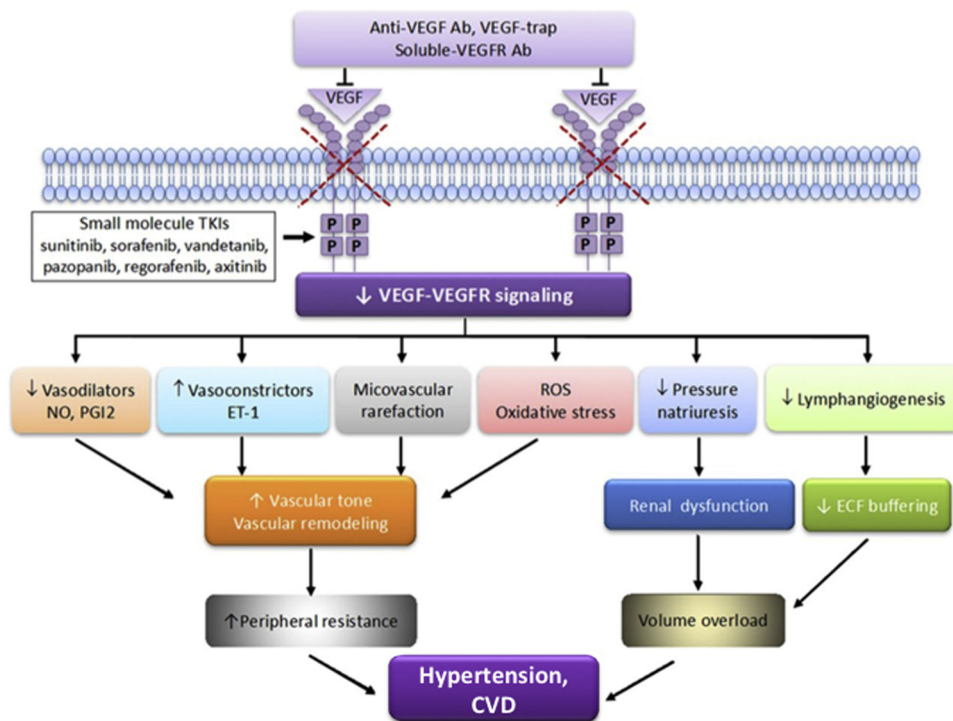 Anti-VEGF Ab, VEGF-trap
Soluble-VEGFR Ab
VEGF
VEGF
P P
P P
P P
P P
Small molecule TKIs
sunitinib, sorafenib, vandetanib,
pazopanib, regorafenib, axitinib
↓ VEGF-VEGFR signaling
↓ Vasodilators
NO, PGI2
↑ Vasoconstrictors
ET-1
Micovascular
rarefaction
ROS
Oxidative stress
↓ Pressure
natriuresis
↓ Lymphangiogenesis
↑ Vascular tone
Vascular remodeling
Renal dysfunction
↓ ECF buffering
↑Peripheral resistance
Volume overload
Hypertension,
CVD